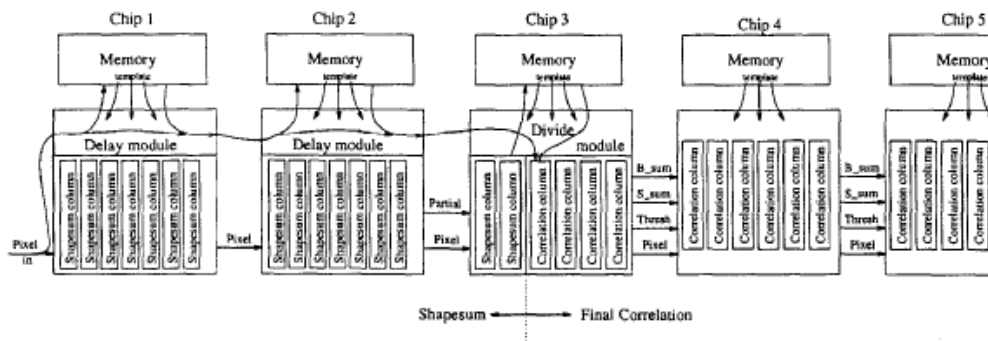 Chip 1
Chip 2
Chip 3
Chip 4
Chip 5
Memory
template
Memory
template
Memory
template
Memory
template
Memory
template
Delay module
Delay module
Divide
module
Pixel
in
Shapesum column
Shapesum column
Shapesum column
Shapesum column
Shapesum column
Shapesum column
Shapesum column
Pixel
Shapesum column
Shapesum column
Shapesum column
Shapesum column
Shapesum column
Shapesum column
Shapesum column
Partial
Pixel
Shapesum column
Shapesum column
Correlation column
Correlation column
Correlation column
Correlation column
B_sum
S_sum
Thresh
Pixel
Correlation column
Correlation column
Correlation column
Correlation column
Correlation column
Correlation column
B_sum
S_sum
Thresh
Pixel
Correlation column
Correlation column
Correlation column
Correlation column
Shapesum
Final Correlation